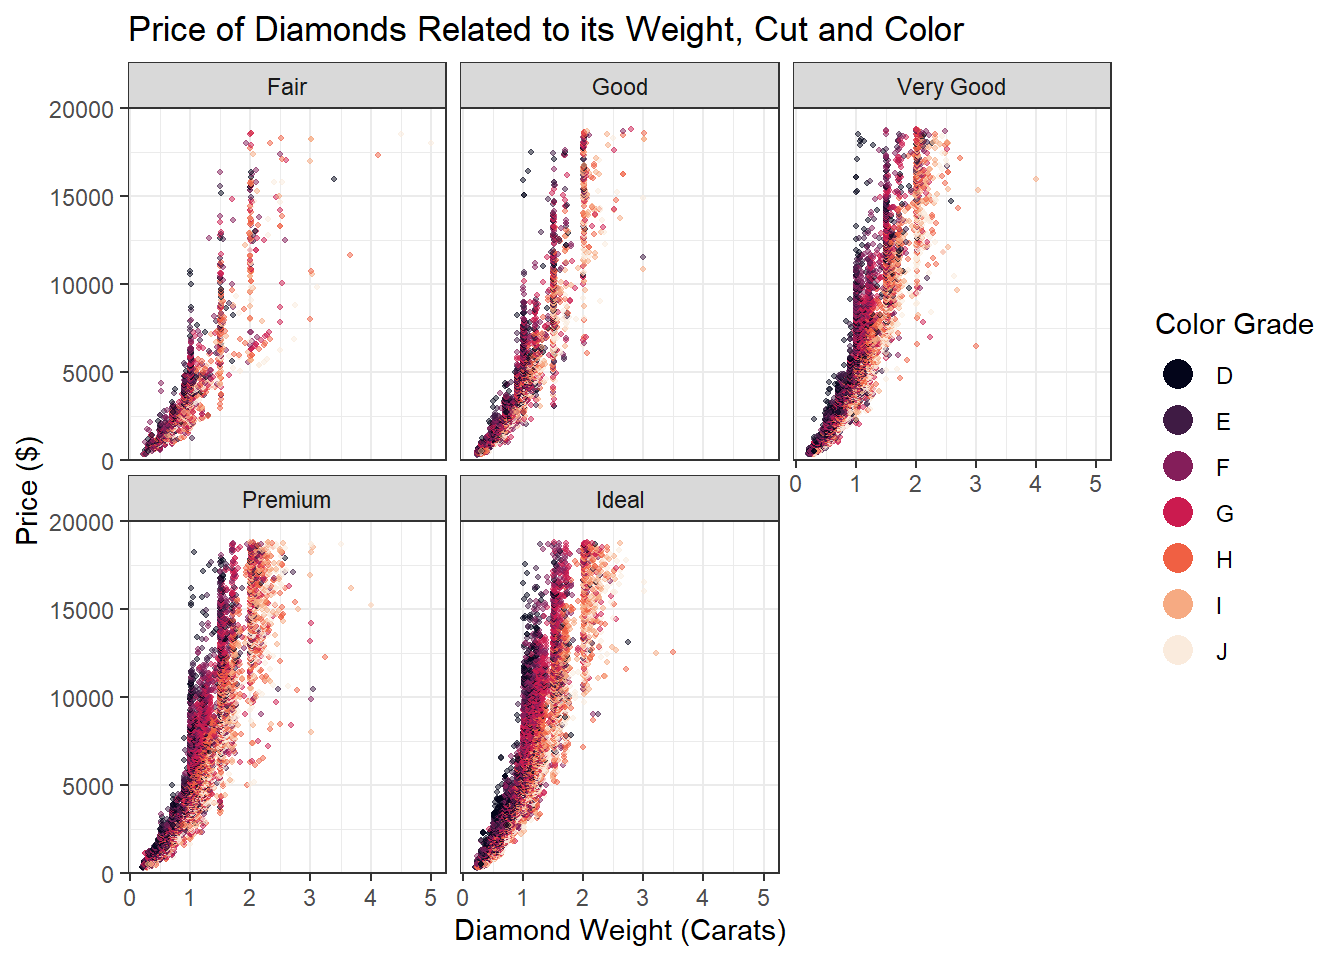 Price of Diamonds Related to its Weight, Cut and Color
Fair Good Very Good
20000
15000
10000
5000
0
0 1 2 3 4 5
Premium Ideal
20000
15000
10000
5000
0
0 1 2 3 4 5 0 1 2 3 4 5
Price ($)
Diamond Weight (Carats)
Color Grade
D
E
F
G
H
I
J